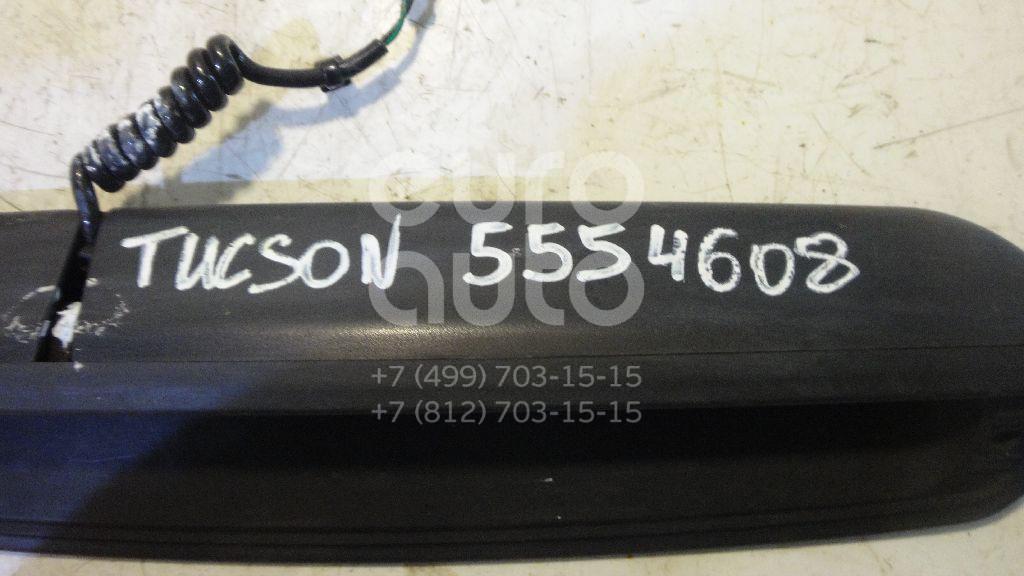 euro
TUCSON 5554608
auto
+7 (499) 703-15-15
+7 (812) 703-15-15